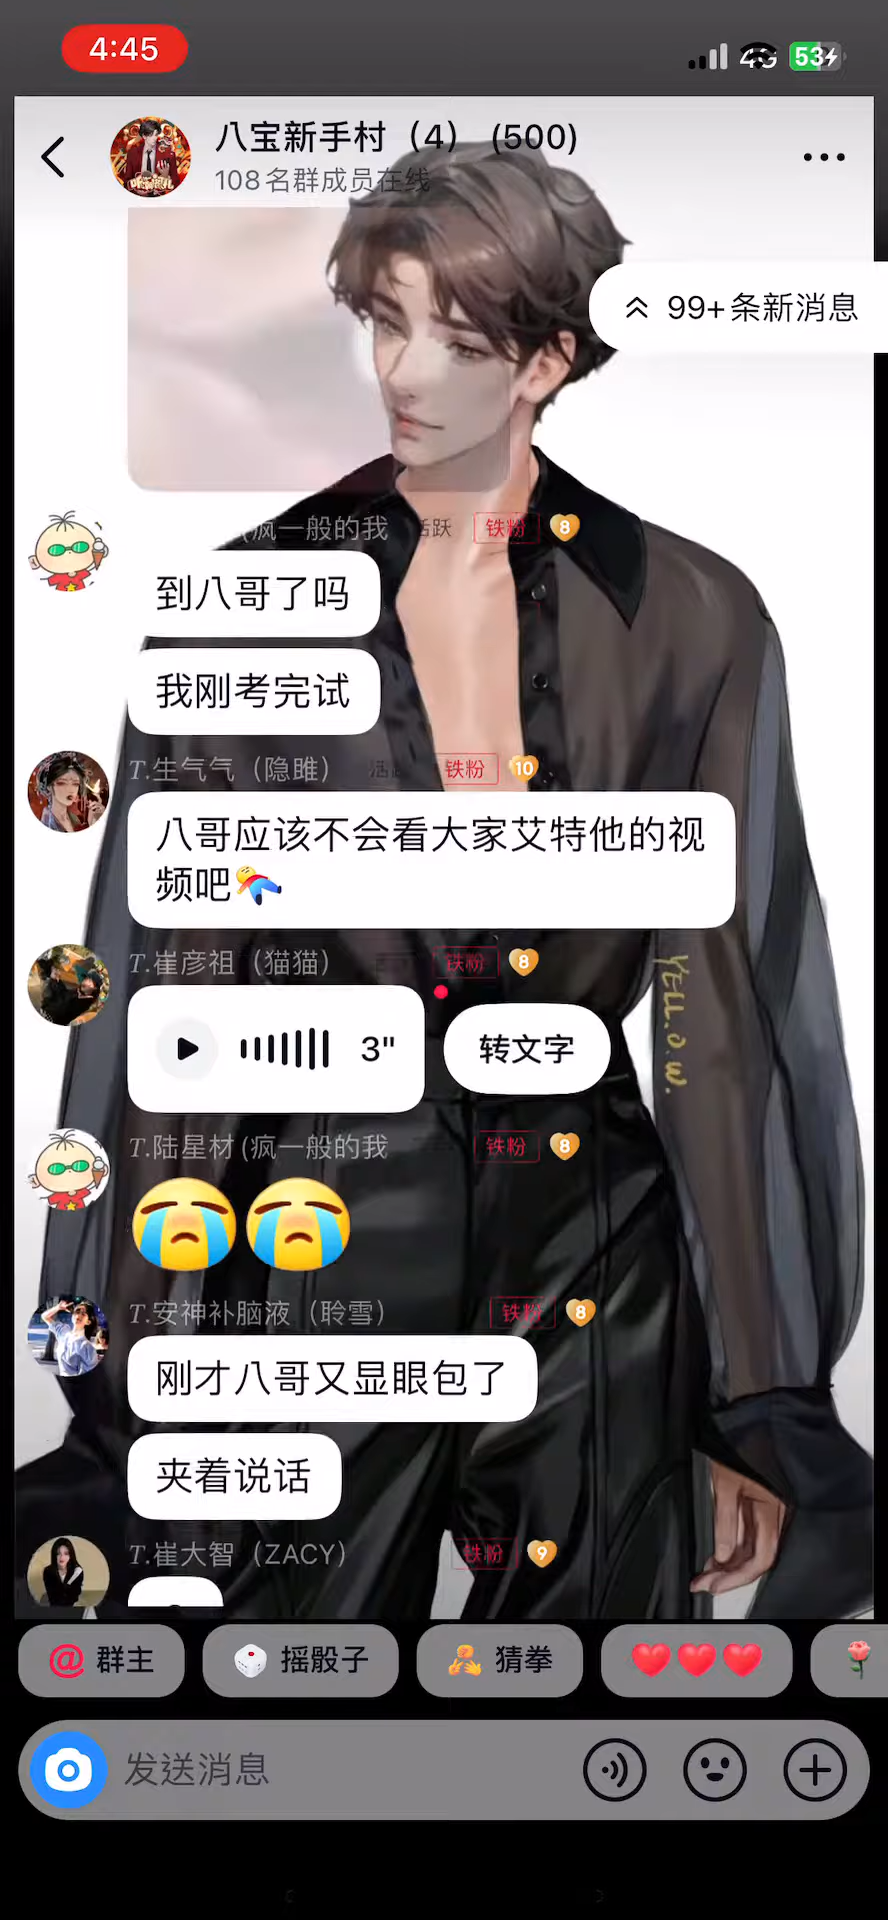 4:45
4G 53
八宝新手村（4） (500)
108名群成员在线
99+条新消息
(疯一般的我 活跃 铁粉 8
到八哥了吗
我刚考完试
T.生气气（隐雎） 铁粉 10
八哥应该不会看大家艾特他的视
频吧
T.崔彦祖（猫猫） 铁粉 8
3" 转文字
T.陆星材(疯一般的我 铁粉 8
T.安神补脑液（聆雪） 铁粉 8
刚才八哥又显眼包了
夹着说话
T.崔大智（ZACY） 铁粉 9
YELL.O.W.
@ 群主 摇骰子 猜拳
发送消息